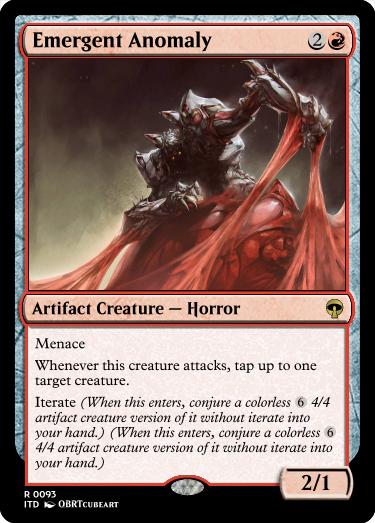 Emergent Anomaly 2
Artifact Creature — Horror
Menace
Whenever this creature attacks, tap up to one
target creature.
Iterate (When this enters, conjure a colorless 6 4/4
artifact creature version of it without iterate into
your hand.) (When this enters, conjure a colorless 6
4/4 artifact creature version of it without iterate into
your hand.)
2/1
R 0093
ITD OBRTCUBEART